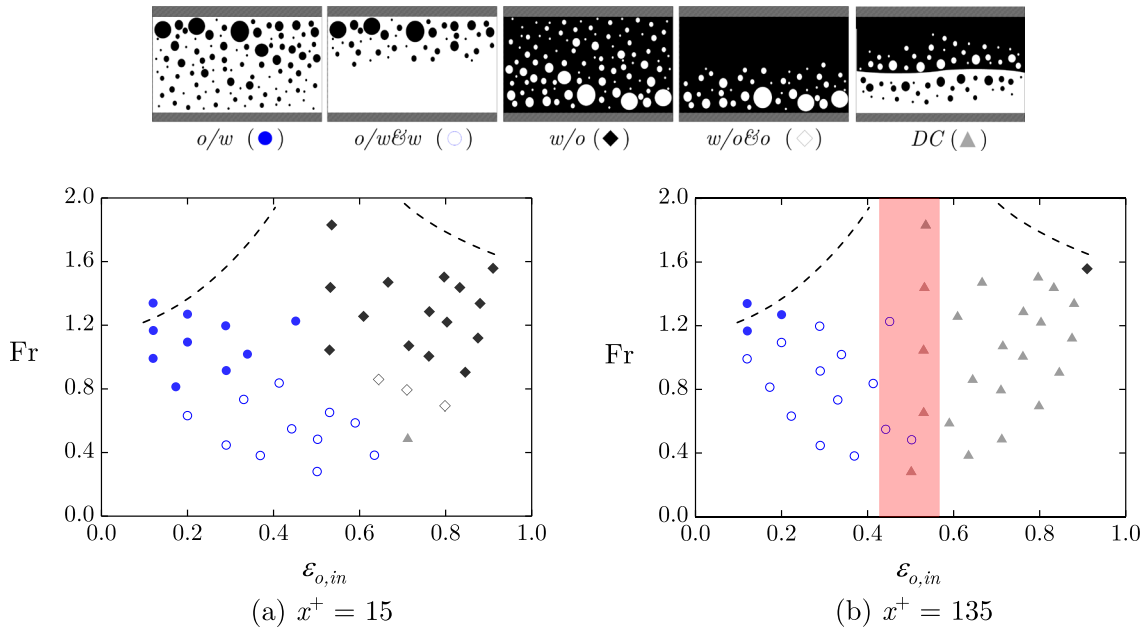 o/w (●) o/w&w (○) w/o (◆) w/o&o (◇) DC (▲)
2.0 2.0
1.6 1.6
1.2 1.2
Fr Fr
0.8 0.8
0.4 0.4
0.0 0.0
0.0 0.2 0.4 0.6 0.8 1.0 0.0 0.2 0.4 0.6 0.8 1.0
ε_{o,in} ε_{o,in}
(a) x⁺ = 15 (b) x⁺ = 135